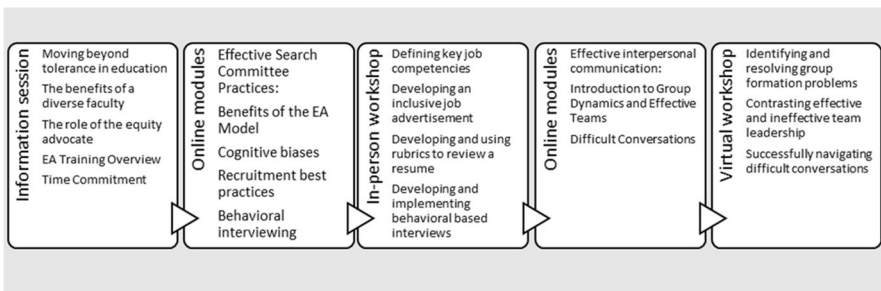 Information session
Moving beyond
tolerance in education
The benefits of a
diverse faculty
The role of the equity
advocate
EA Training Overview
Time Commitment
Online modules
Effective Search
Committee
Practices:
Benefits of the EA
Model
Cognitive biases
Recruitment best
practices
Behavioral
interviewing
In-person workshop
Defining key job
competencies
Developing an
inclusive job
advertisement
Developing and using
rubrics to review a
resume
Developing and
implementing
behavioral based
interviews
Online modules
Effective interpersonal
communication:
Introduction to Group
Dynamics and Effective
Teams
Difficult Conversations
Virtual workshop
Identifying and
resolving group
formation problems
Contrasting effective
and ineffective team
leadership
Successfully navigating
difficult conversations